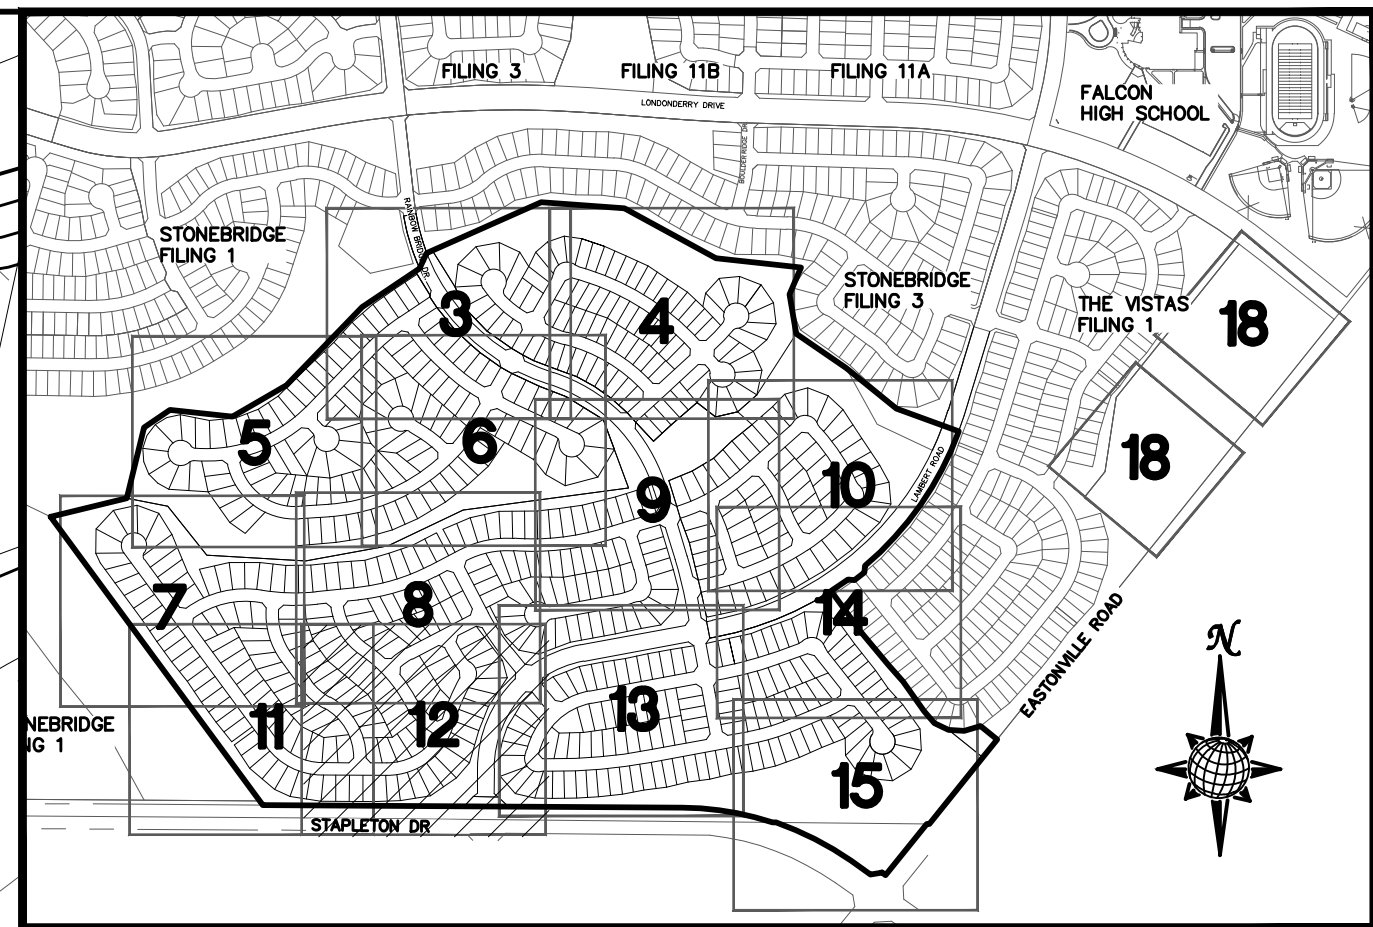 FILING 3
FILING 11B
FILING 11A
LONDONDERRY DRIVE
FALCON
HIGH SCHOOL
BOULDER RIDGE DR
RAINBOW BRIDGE DR.
STONEBRIDGE
FILING 1
STONEBRIDGE
FILING 3
THE VISTAS
FILING 1
18
18
3
4
5
6
9
10
LAMBERT ROAD
7
8
14
EASTONVILLE ROAD
N
NEBRIDGE
NG 1
11
12
13
15
STAPLETON DR